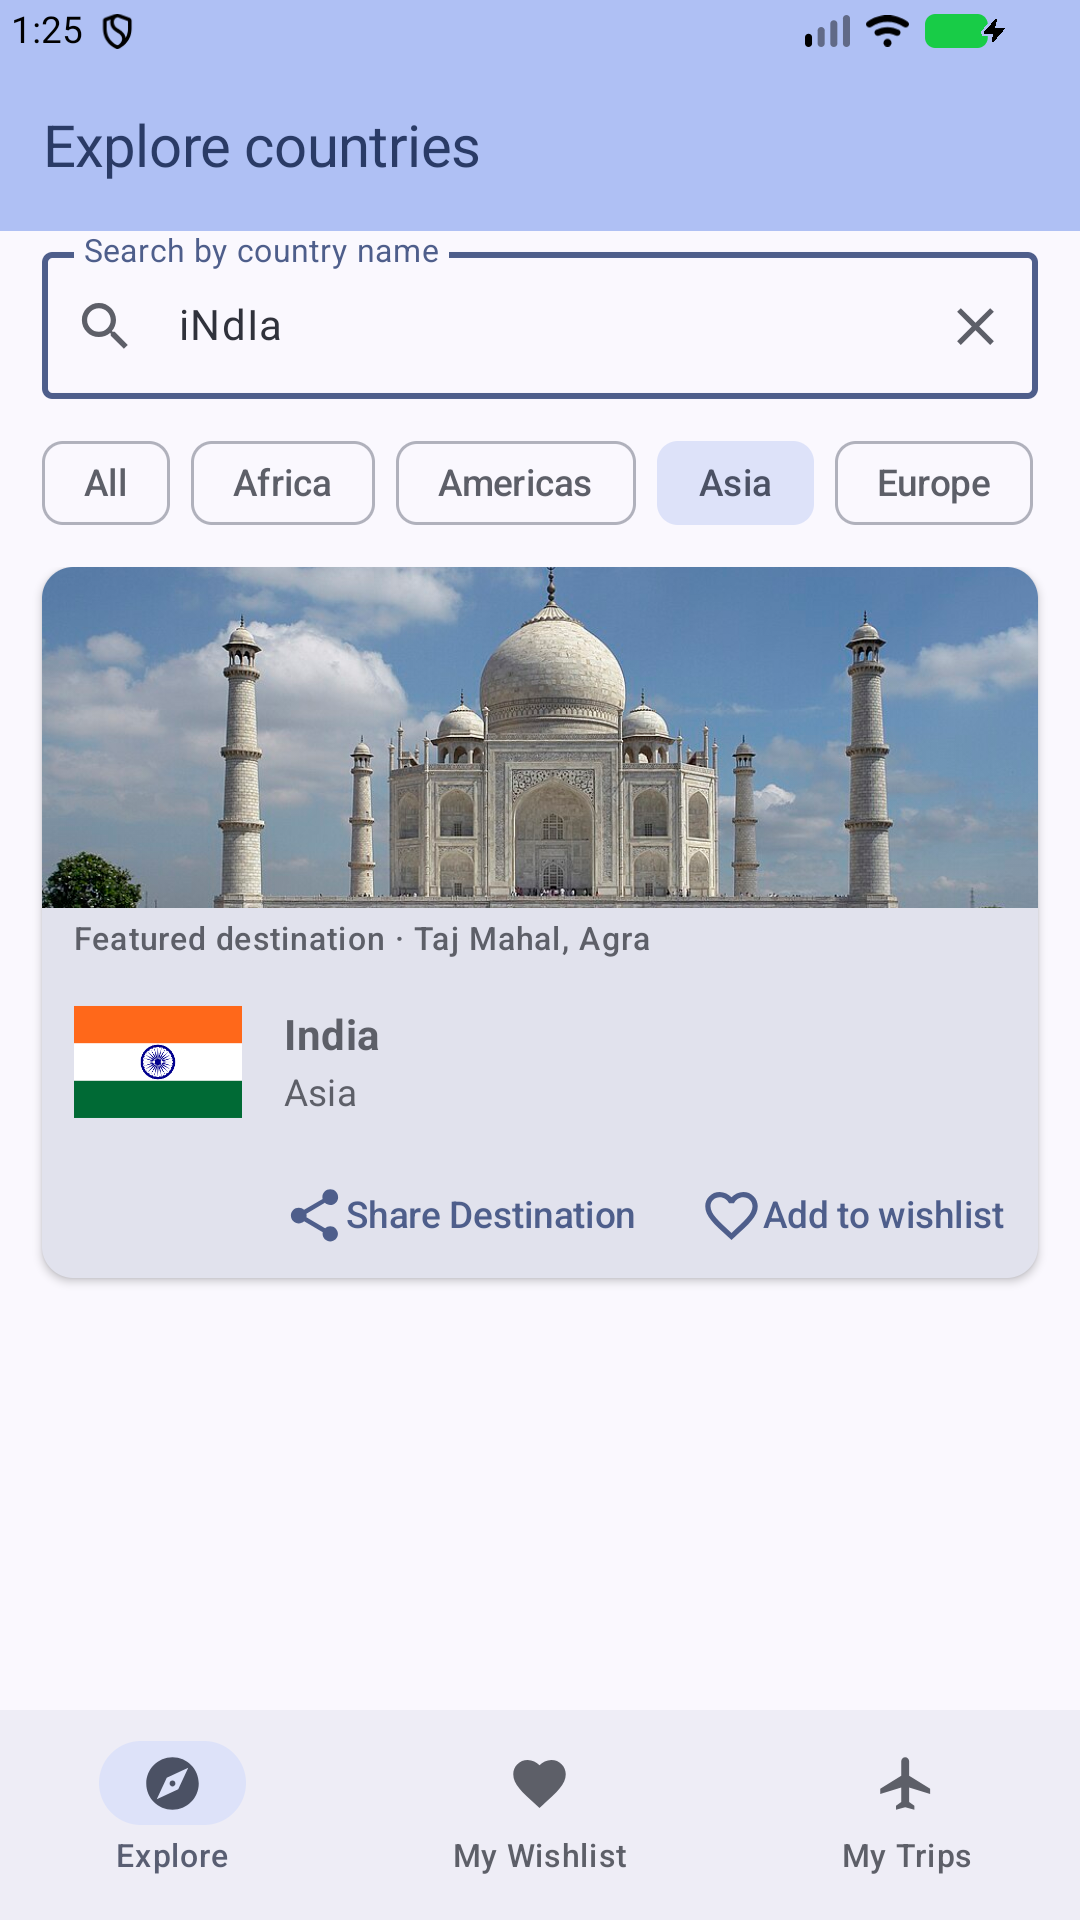 1:25
Explore countries
Search by country name
iNdIa
All Africa Americas Asia Europe
Featured destination · Taj Mahal, Agra
India
Asia
Share Destination Add to wishlist
Explore My Wishlist My Trips